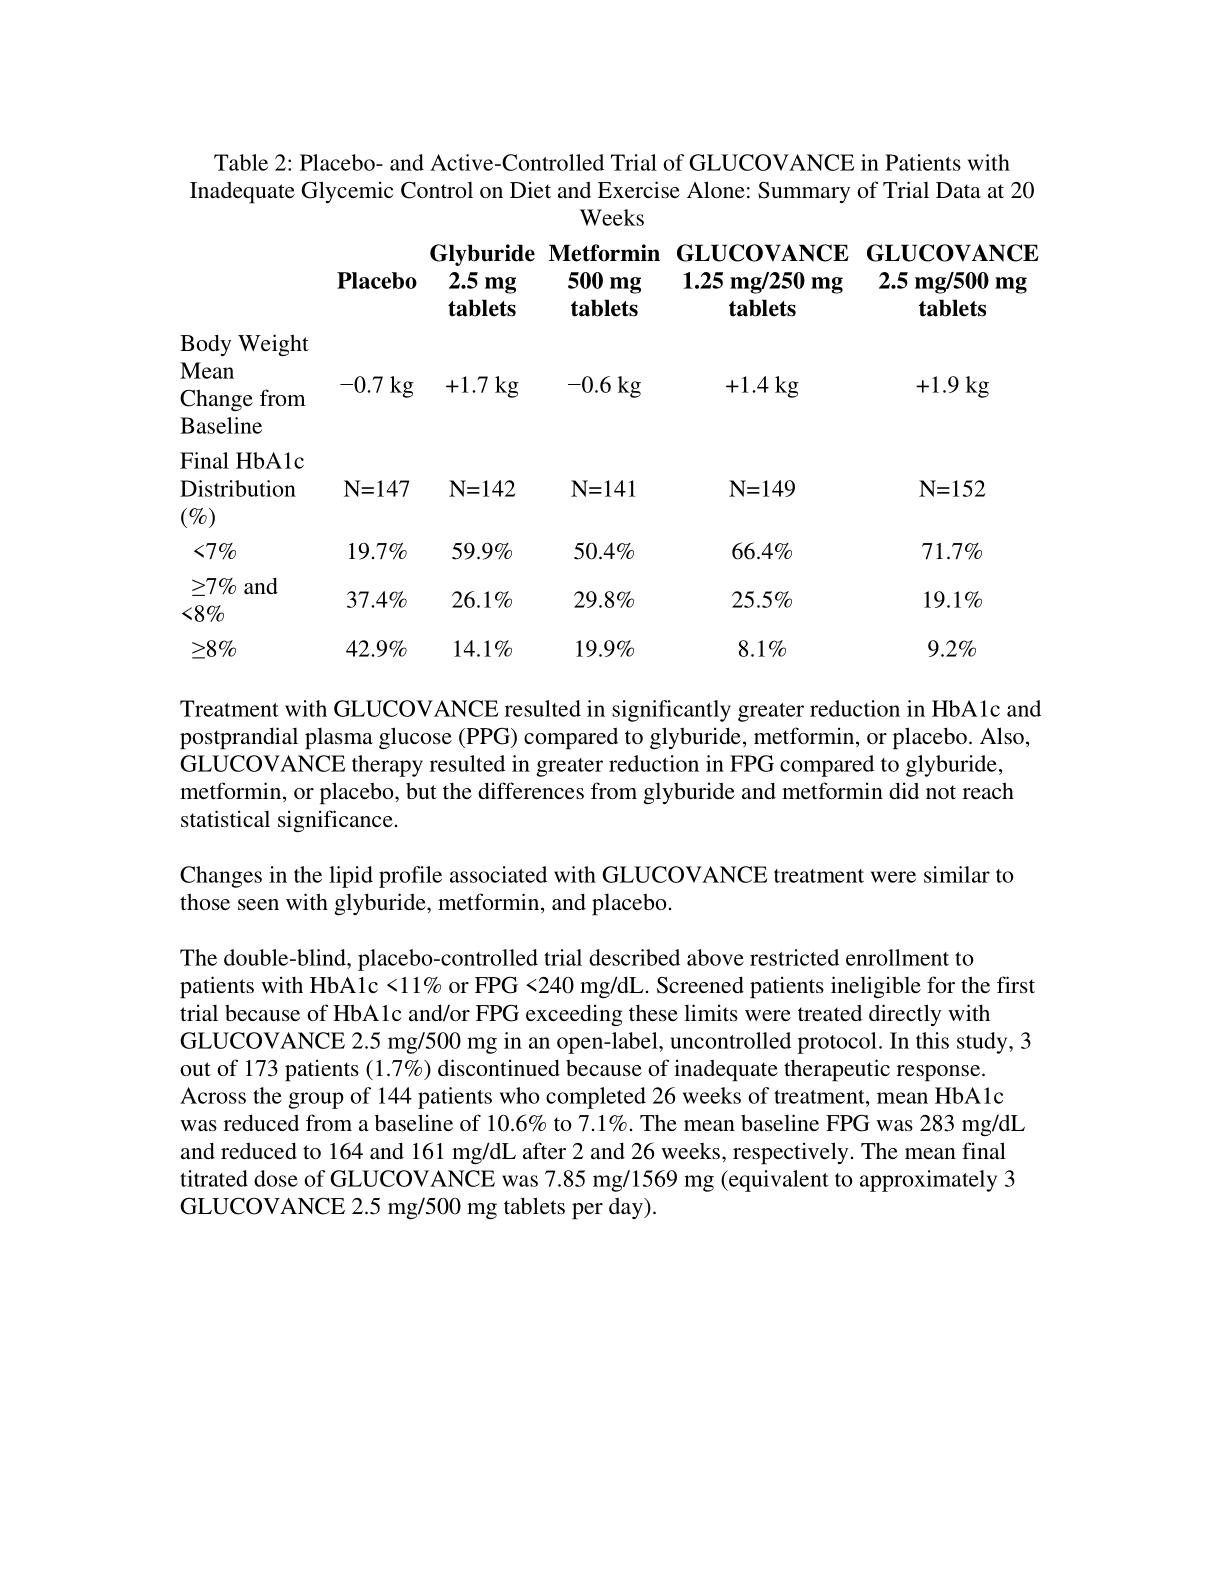 Table 2: Placebo- and Active-Controlled Trial of GLUCOVANCE in Patients with
Inadequate Glycemic Control on Diet and Exercise Alone: Summary of Trial Data at 20
Weeks
Placebo
Glyburide
2.5 mg
tablets
Metformin
500 mg
tablets
GLUCOVANCE
1.25 mg/250 mg
tablets
GLUCOVANCE
2.5 mg/500 mg
tablets
Body Weight
Mean
Change from
Baseline
−0.7 kg +1.7 kg −0.6 kg +1.4 kg +1.9 kg
Final HbA1c
Distribution
(%)
N=147 N=142 N=141 N=149 N=152
<7% 19.7% 59.9% 50.4% 66.4% 71.7%
≥7% and
<8%
37.4% 26.1% 29.8% 25.5% 19.1%
≥8% 42.9% 14.1% 19.9% 8.1% 9.2%
Treatment with GLUCOVANCE resulted in significantly greater reduction in HbA1c and
postprandial plasma glucose (PPG) compared to glyburide, metformin, or placebo. Also,
GLUCOVANCE therapy resulted in greater reduction in FPG compared to glyburide,
metformin, or placebo, but the differences from glyburide and metformin did not reach
statistical significance.
Changes in the lipid profile associated with GLUCOVANCE treatment were similar to
those seen with glyburide, metformin, and placebo.
The double-blind, placebo-controlled trial described above restricted enrollment to
patients with HbA1c <11% or FPG <240 mg/dL. Screened patients ineligible for the first
trial because of HbA1c and/or FPG exceeding these limits were treated directly with
GLUCOVANCE 2.5 mg/500 mg in an open-label, uncontrolled protocol. In this study, 3
out of 173 patients (1.7%) discontinued because of inadequate therapeutic response.
Across the group of 144 patients who completed 26 weeks of treatment, mean HbA1c
was reduced from a baseline of 10.6% to 7.1%. The mean baseline FPG was 283 mg/dL
and reduced to 164 and 161 mg/dL after 2 and 26 weeks, respectively. The mean final
titrated dose of GLUCOVANCE was 7.85 mg/1569 mg (equivalent to approximately 3
GLUCOVANCE 2.5 mg/500 mg tablets per day).